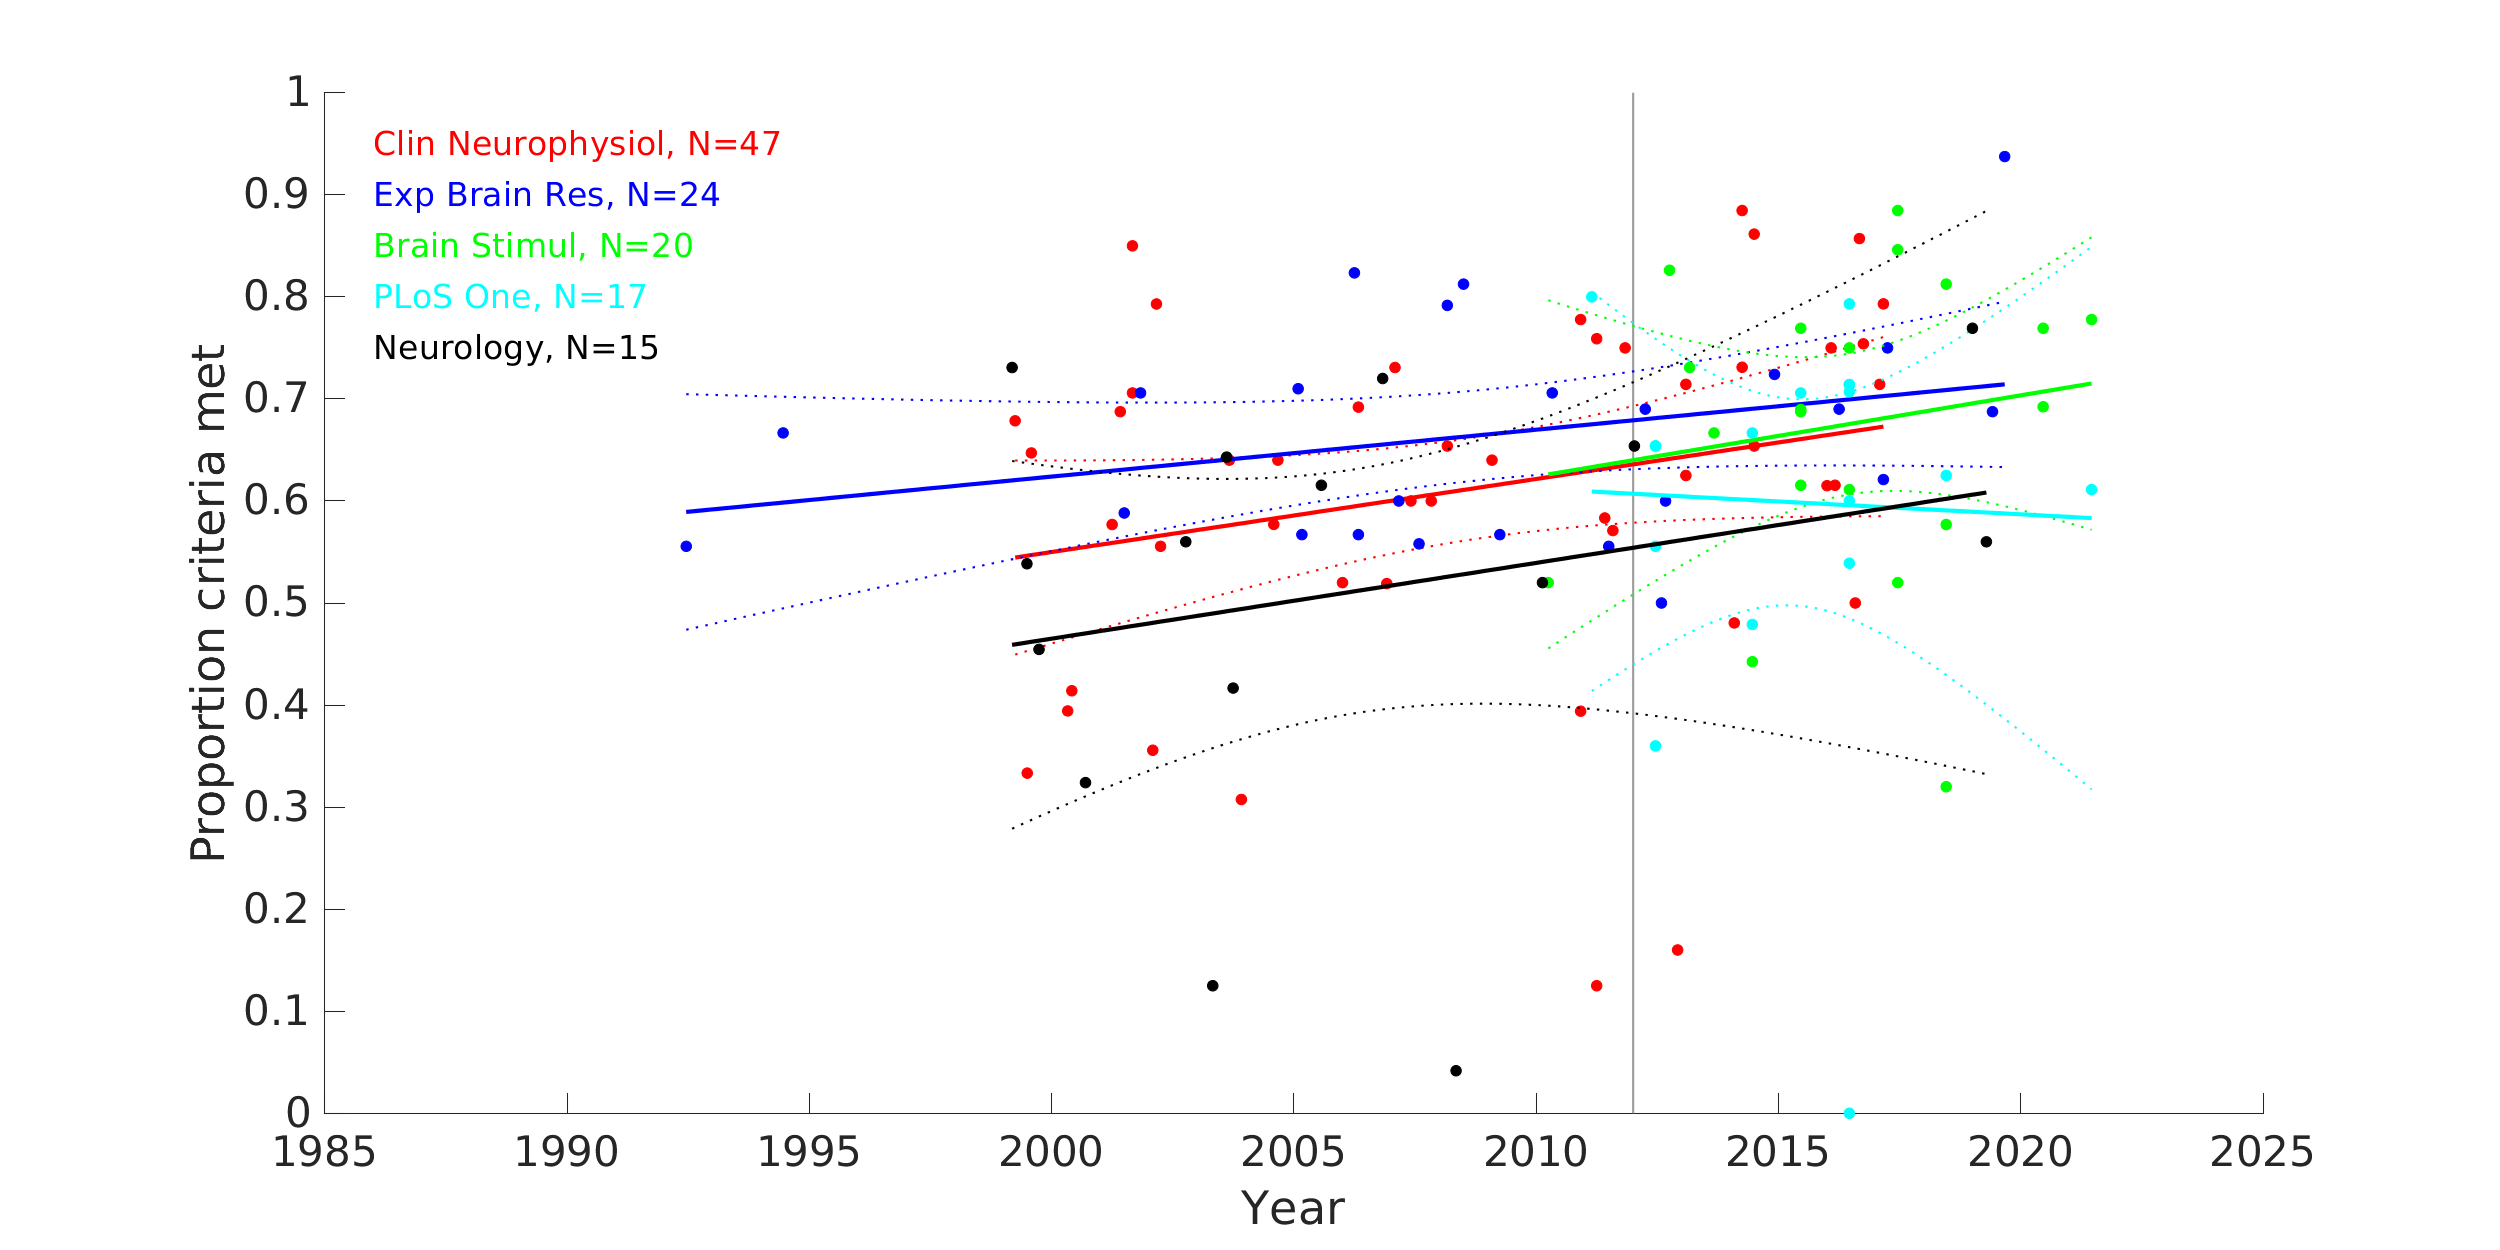 1
0.9
0.8
0.7
0.6
0.5
0.4
0.3
0.2
0.1
0
Proportion criteria met
Clin Neurophysiol, N=47
Exp Brain Res, N=24
Brain Stimul, N=20
PLoS One, N=17
Neurology, N=15
1985 1990 1995 2000 2005 2010 2015 2020 2025
Year